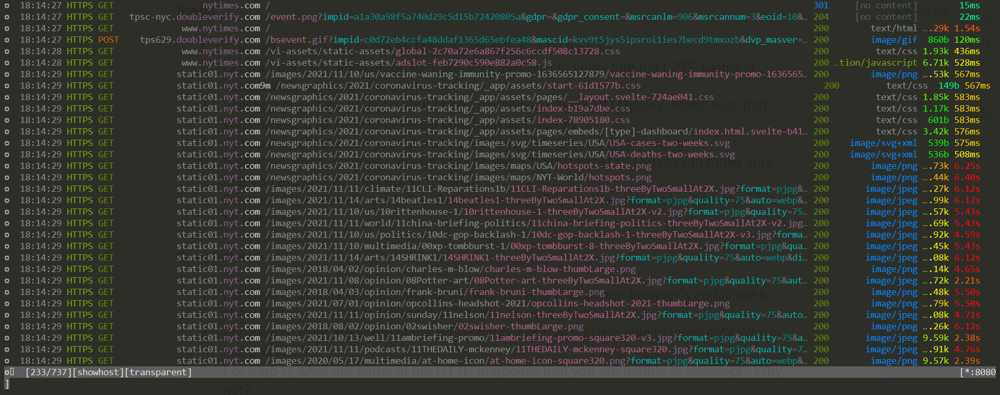 18:14:27 HTTPS GET nytimes.com / 301 [no content] 15ms
18:14:27 HTTPS GET tpsc-nyc.doubleverify.com /event.png?impid=a1a30a98f5a740d29c5d15b72420805a&gdpr=&gdpr_consent=&msrcanlm=906&msrcannum=3&eoid=10&… 204 [no content] 22ms
18:14:27 HTTPS GET www.nytimes.com / 200 text/html ….29k 1.54s
18:14:27 HTTPS POST tps629.doubleverify.com /bsevent.gif?impid=c0d72eb4ccfa48ddaf1365d65ebfea48&mascid=kvv9t5jys5ipsroi1ies7becd9tmxozb&dvp_masver=… 200 image/gif 860b 120ms
18:14:28 HTTPS GET www.nytimes.com /vi-assets/static-assets/global-2c70a72e6a867f256c6ccdf508c13728.css 200 text/css 1.93k 436ms
18:14:28 HTTPS GET www.nytimes.com /vi-assets/static-assets/adslot-feb7290c590e882a0c58.js 200 …tion/javascript 6.71k 528ms
18:14:29 HTTPS GET static01.nyt.com /images/2021/11/10/us/vaccine-waning-immunity-promo-1636565127879/vaccine-waning-immunity-promo-1636565… 200 image/png ….53k 567ms
18:14:29 HTTPS GET static01.nyt.com9m /newsgraphics/2021/coronavirus-tracking/_app/assets/start-61d1577b.css 200 text/css 149b 567ms
18:14:29 HTTPS GET static01.nyt.com /newsgraphics/2021/coronavirus-tracking/_app/assets/pages/__layout.svelte-724ae041.css 200 text/css 1.85k 583ms
18:14:29 HTTPS GET static01.nyt.com /newsgraphics/2021/coronavirus-tracking/_app/assets/index-b19a7dbe.css 200 text/css 1.17k 583ms
18:14:29 HTTPS GET static01.nyt.com /newsgraphics/2021/coronavirus-tracking/_app/assets/index-78905180.css 200 text/css 601b 583ms
18:14:29 HTTPS GET static01.nyt.com /newsgraphics/2021/coronavirus-tracking/_app/assets/pages/embeds/[type]-dashboard/index.html.svelte-b41… 200 text/css 3.42k 576ms
18:14:29 HTTPS GET static01.nyt.com /newsgraphics/2021/coronavirus-tracking/images/svg/timeseries/USA/USA-cases-two-weeks.svg 200 image/svg+xml 539b 575ms
18:14:29 HTTPS GET static01.nyt.com /newsgraphics/2021/coronavirus-tracking/images/svg/timeseries/USA/USA-deaths-two-weeks.svg 200 image/svg+xml 536b 508ms
18:14:29 HTTPS GET static01.nyt.com /newsgraphics/2021/coronavirus-tracking/images/maps/USA/hotspots-state.png 200 image/png ….73k 6.25s
18:14:29 HTTPS GET static01.nyt.com /newsgraphics/2021/coronavirus-tracking/images/maps/NYT-World/hotspots.png 200 image/png ….44k 6.40s
18:14:29 HTTPS GET static01.nyt.com /images/2021/11/11/climate/11CLI-Reparations1b/11CLI-Reparations1b-threeByTwoSmallAt2X.jpg?format=pjpg&… 200 image/jpeg ….27k 6.12s
18:14:29 HTTPS GET static01.nyt.com /images/2021/11/14/arts/14beatles1/14beatles1-threeByTwoSmallAt2X.jpg?format=pjpg&quality=75&auto=webp&… 200 image/jpeg ….99k 6.12s
18:14:29 HTTPS GET static01.nyt.com /images/2021/11/10/us/10rittenhouse-1/10rittenhouse-1-threeByTwoSmallAt2X-v2.jpg?format=pjpg&quality=75… 200 image/jpeg ….57k 5.43s
18:14:29 HTTPS GET static01.nyt.com /images/2021/11/11/world/11china-briefing-politics/11china-briefing-politics-threeByTwoSmallAt2X-v2.jpg… 200 image/jpeg ….69k 5.43s
18:14:29 HTTPS GET static01.nyt.com /images/2021/11/10/us/politics/10dc-gop-backlash-1/10dc-gop-backlash-1-threeByTwoSmallAt2X-v3.jpg?forma… 200 image/jpeg ….92k 4.59s
18:14:29 HTTPS GET static01.nyt.com /images/2021/11/10/multimedia/00xp-tombburst-1/00xp-tombburst-8-threeByTwoSmallAt2X.jpg?format=pjpg&qua… 200 image/jpeg ….45k 5.43s
18:14:29 HTTPS GET static01.nyt.com /images/2021/11/14/arts/14SHRINK1/14SHRINK1-threeByTwoSmallAt2X.jpg?format=pjpg&quality=75&auto=webp&di… 200 image/jpeg ….08k 6.12s
18:14:29 HTTPS GET static01.nyt.com /images/2018/04/02/opinion/charles-m-blow/charles-m-blow-thumbLarge.png 200 image/png ….14k 4.65s
18:14:29 HTTPS GET static01.nyt.com /images/2021/11/08/opinion/08Potter-art/08Potter-art-threeByTwoSmallAt2X.jpg?format=pjpg&quality=75&aut… 200 image/jpeg ….72k 2.21s
18:14:29 HTTPS GET static01.nyt.com /images/2018/04/03/opinion/frank-bruni/frank-bruni-thumbLarge.png 200 image/png ….48k 5.50s
18:14:29 HTTPS GET static01.nyt.com /images/2021/07/01/opinion/opcollins-headshot-2021/opcollins-headshot-2021-thumbLarge.png 200 image/png ….79k 5.50s
18:14:29 HTTPS GET static01.nyt.com /images/2021/11/11/opinion/sunday/11nelson/11nelson-threeByTwoSmallAt2X.jpg?format=pjpg&quality=75&auto… 200 image/jpeg ….08k 4.71s
18:14:29 HTTPS GET static01.nyt.com /images/2018/08/02/opinion/02swisher/02swisher-thumbLarge.png 200 image/png ….26k 6.12s
18:14:29 HTTPS GET static01.nyt.com /images/2021/10/13/well/11ambriefing-promo/11ambriefing-promo-square320-v3.jpg?format=pjpg&quality=75&a… 200 image/jpeg 9.59k 2.38s
18:14:29 HTTPS GET static01.nyt.com /images/2021/11/11/podcasts/11THEDAILY-mckenney/11THEDAILY-mckenney-square320.jpg?format=pjpg&quality=7… 200 image/jpeg ….91k 4.76s
18:14:29 HTTPS GET static01.nyt.com /images/2020/05/17/multimedia/at-home-icon/at-home-icon-square320.png?format=pjpg&quality=75&auto=webp&… 200 image/png 9.57k 2.39s
[233/737][showhost][transparent] [*:8080
]
not?